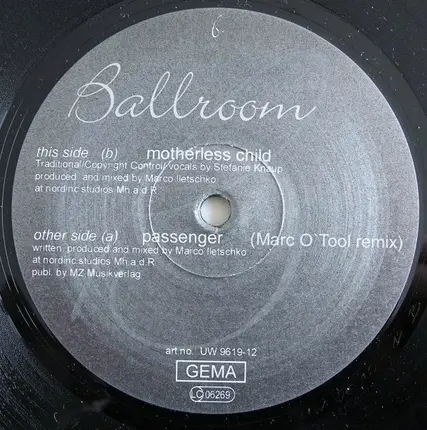 6
Ballroom
this side (b) motherless child
Traditional/Copyright Control/ vocals by Stefanie Knaup
produced and mixed by Marco Iletschko
at nordinc studios Mh.a.d.R
other side (a) passenger (Marc O`Tool remix)
written, produced and mixed by Marco Iletschko
at nordinc studios Mh.a.d.R.
publ. by MZ Musikverlag
art.no. UW 9619-12
GEMA
LC 06269